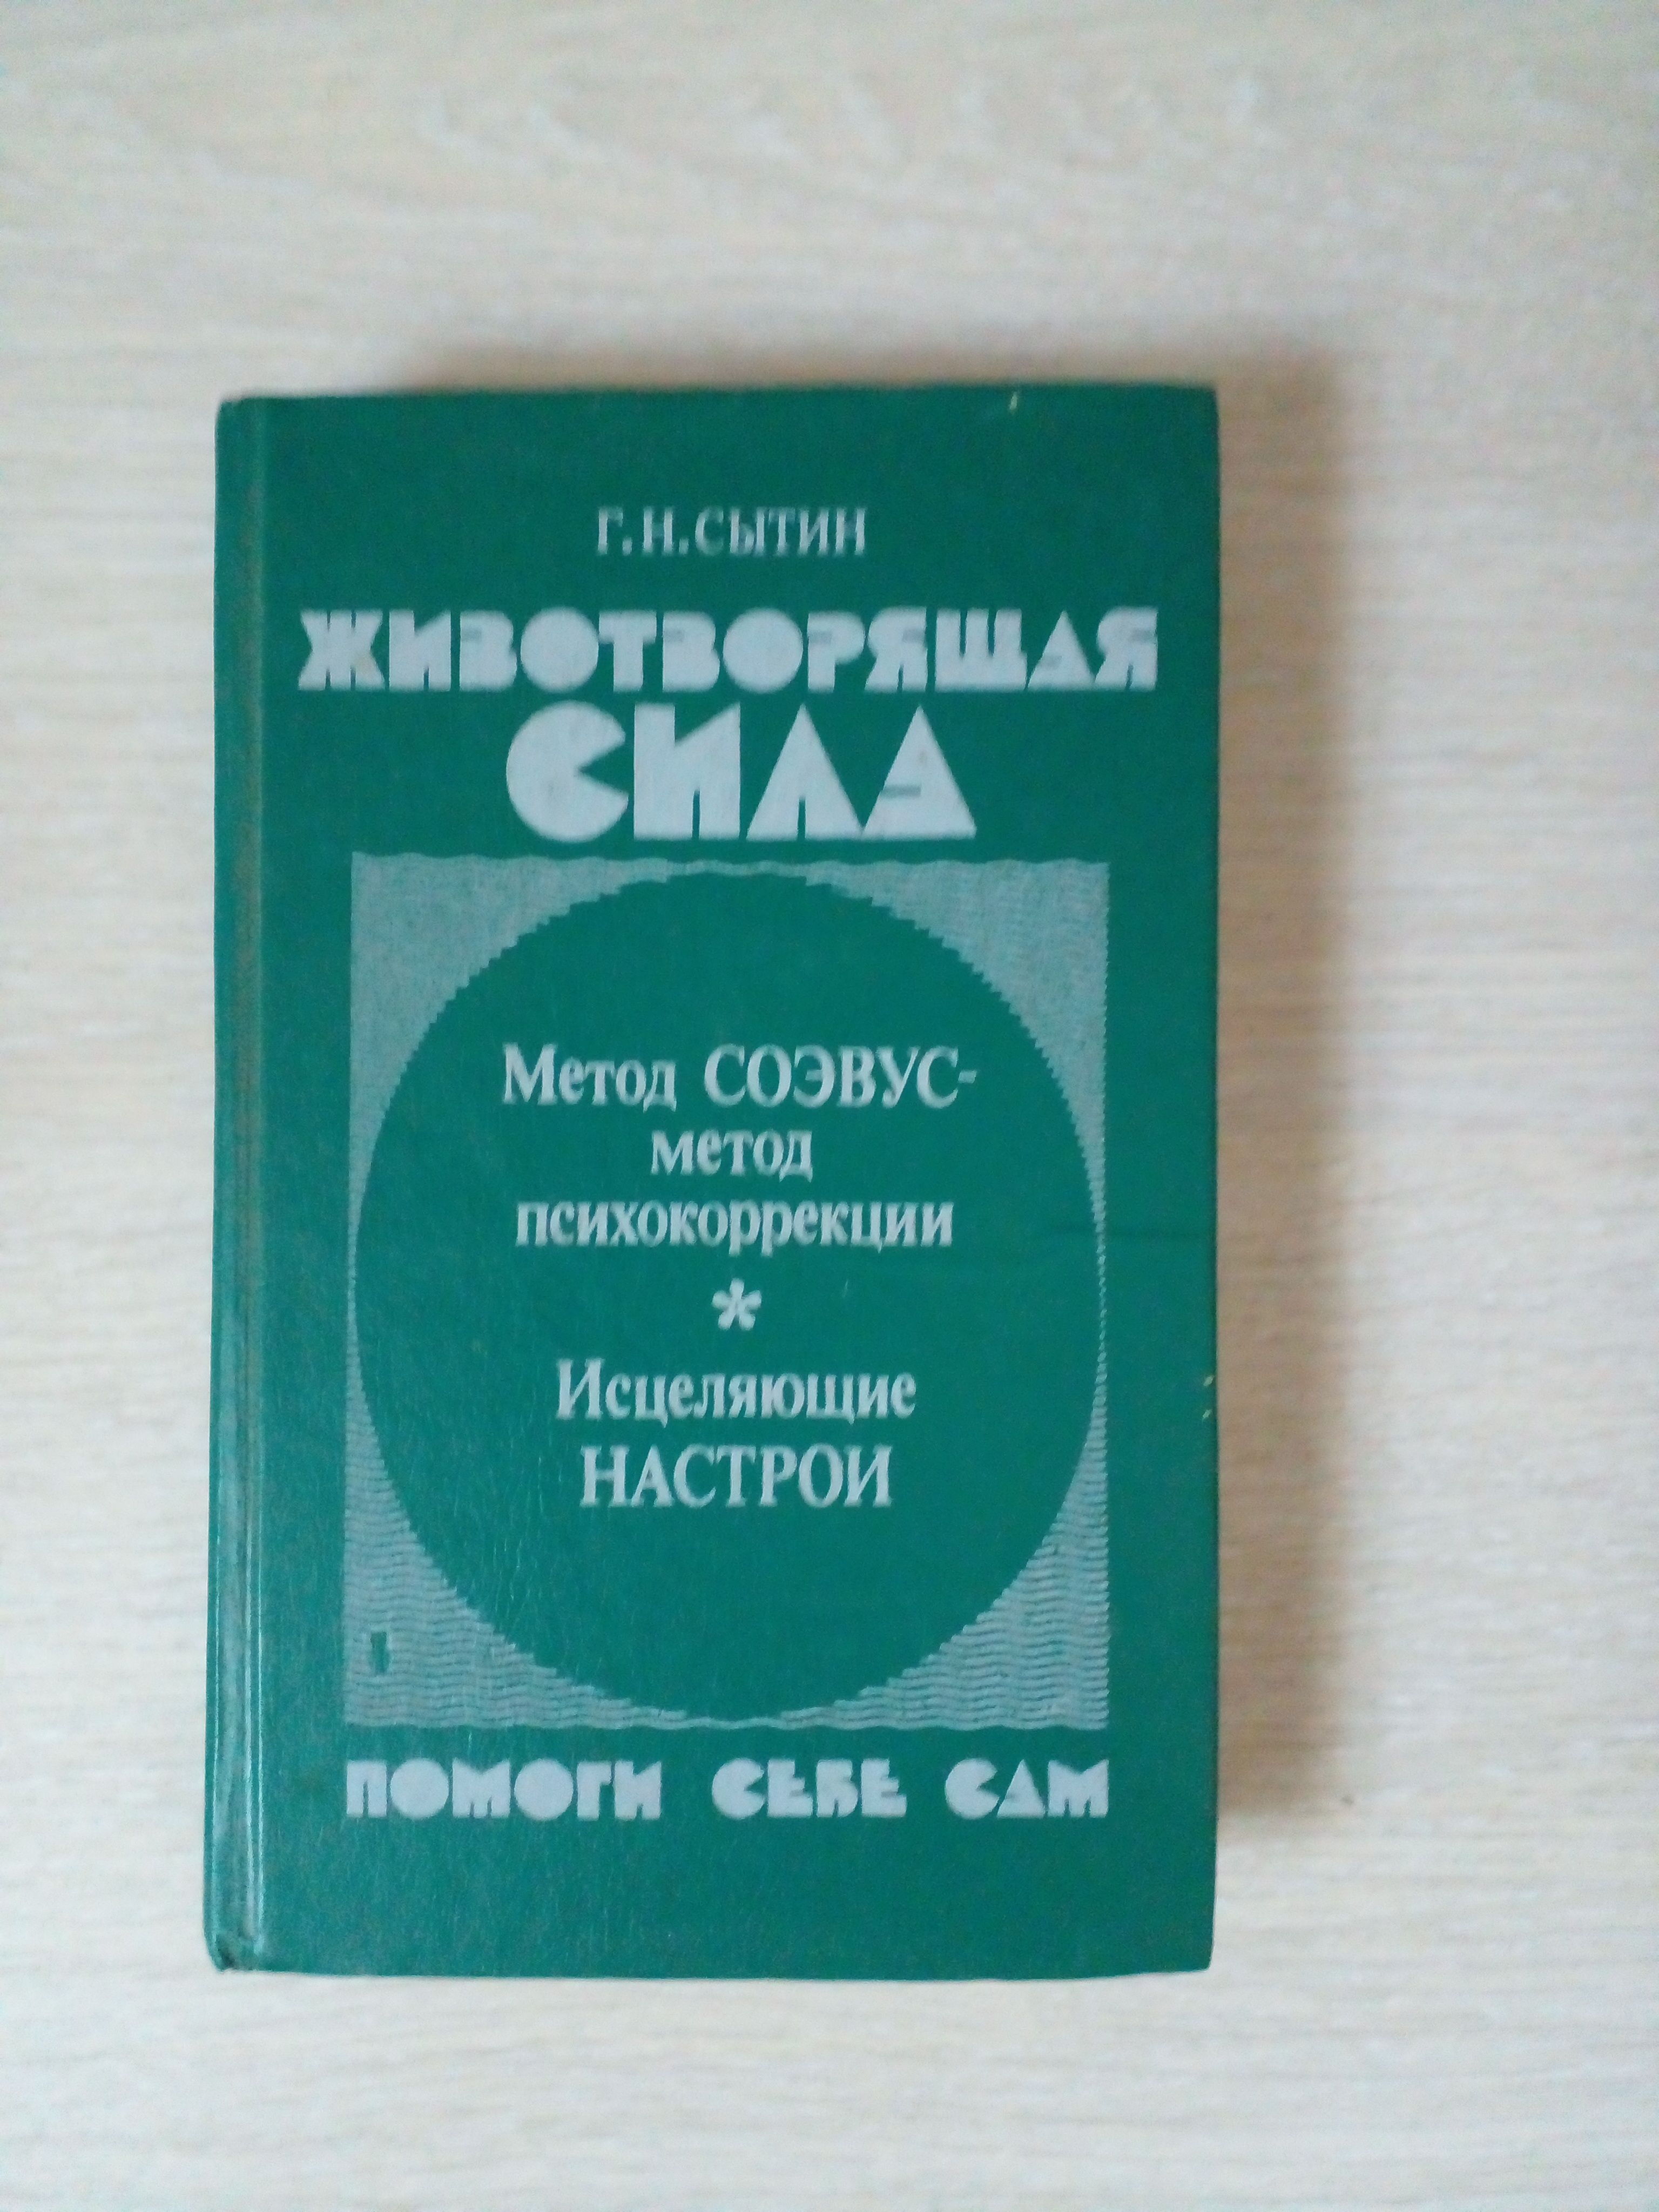 Г.Н.СЫТИН
ЖИВОТВОРЯЩАЯ
СИЛА
Метод СОЭВУС-
метод
психокоррекции
*
Исцеляющие
НАСТРОИ
ПОМОГИ СЕБЕ САМ